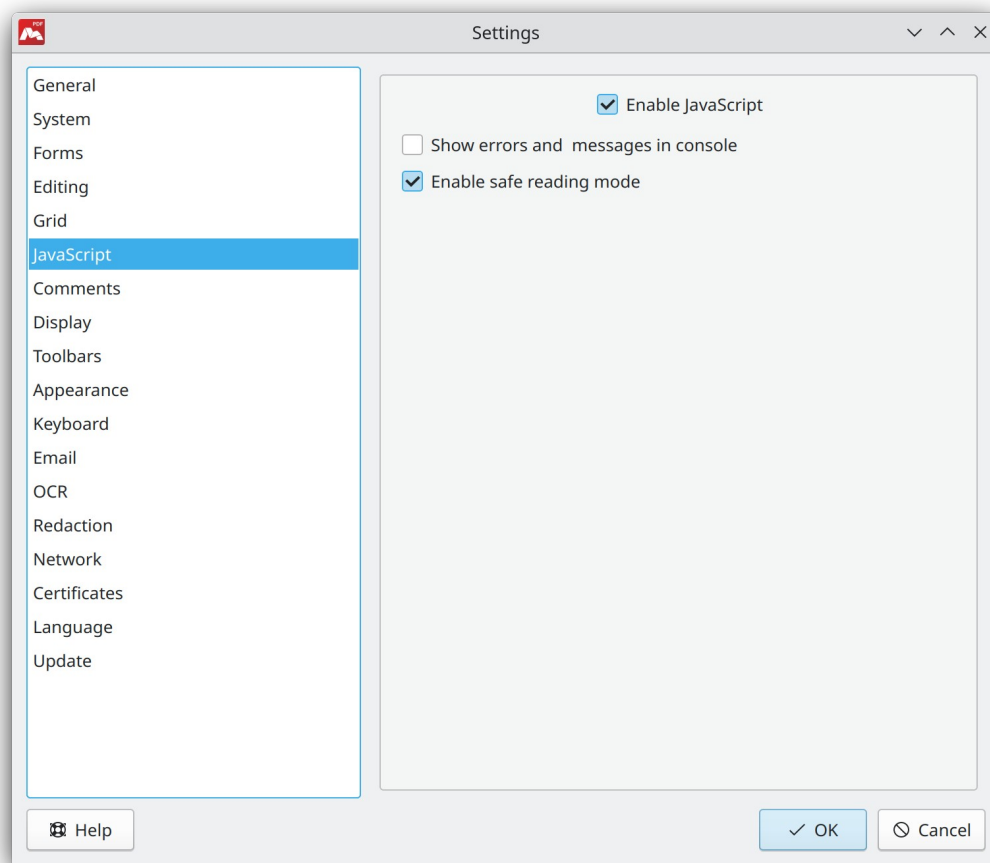 PDF
Settings
General
System
Forms
Editing
Grid
JavaScript
Comments
Display
Toolbars
Appearance
Keyboard
Email
OCR
Redaction
Network
Certificates
Language
Update
Enable JavaScript
Show errors and  messages in console
Enable safe reading mode
Help
OK
Cancel